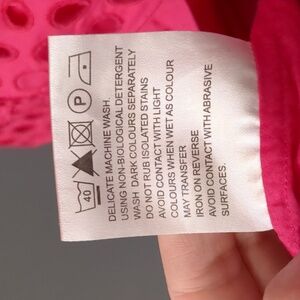 40
P
DELICATE MACHINE WASH
USING NON-BIOLOGICAL DETERGENT
WASH DARK COLOURS SEPARATELY
DO NOT RUB ISOLATED STAINS
AVOID CONTACT WITH LIGHT
COLOURS WHEN WET AS COLOUR
MAY TRANSFER
IRON ON REVERSE
AVOID CONTACT WITH ABRASIVE
SURFACES.